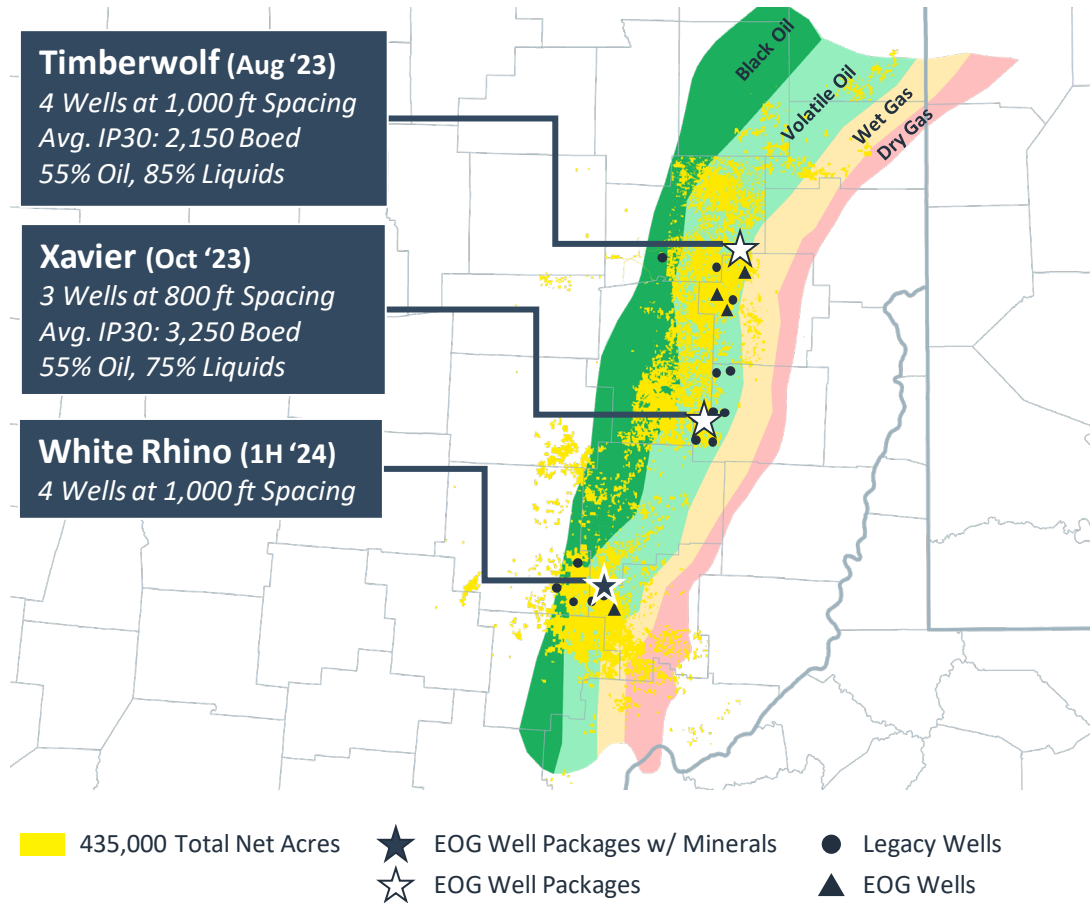 Timberwolf (Aug ‘23)
4 Wells at 1,000 ft Spacing
Avg. IP30: 2,150 Boed
55% Oil, 85% Liquids
Xavier (Oct ‘23)
3 Wells at 800 ft Spacing
Avg. IP30: 3,250 Boed
55% Oil, 75% Liquids
White Rhino (1H ‘24)
4 Wells at 1,000 ft Spacing
Black Oil
Volatile Oil
Wet Gas
Dry Gas
435,000 Total Net Acres
EOG Well Packages w/ Minerals
Legacy Wells
EOG Well Packages
EOG Wells